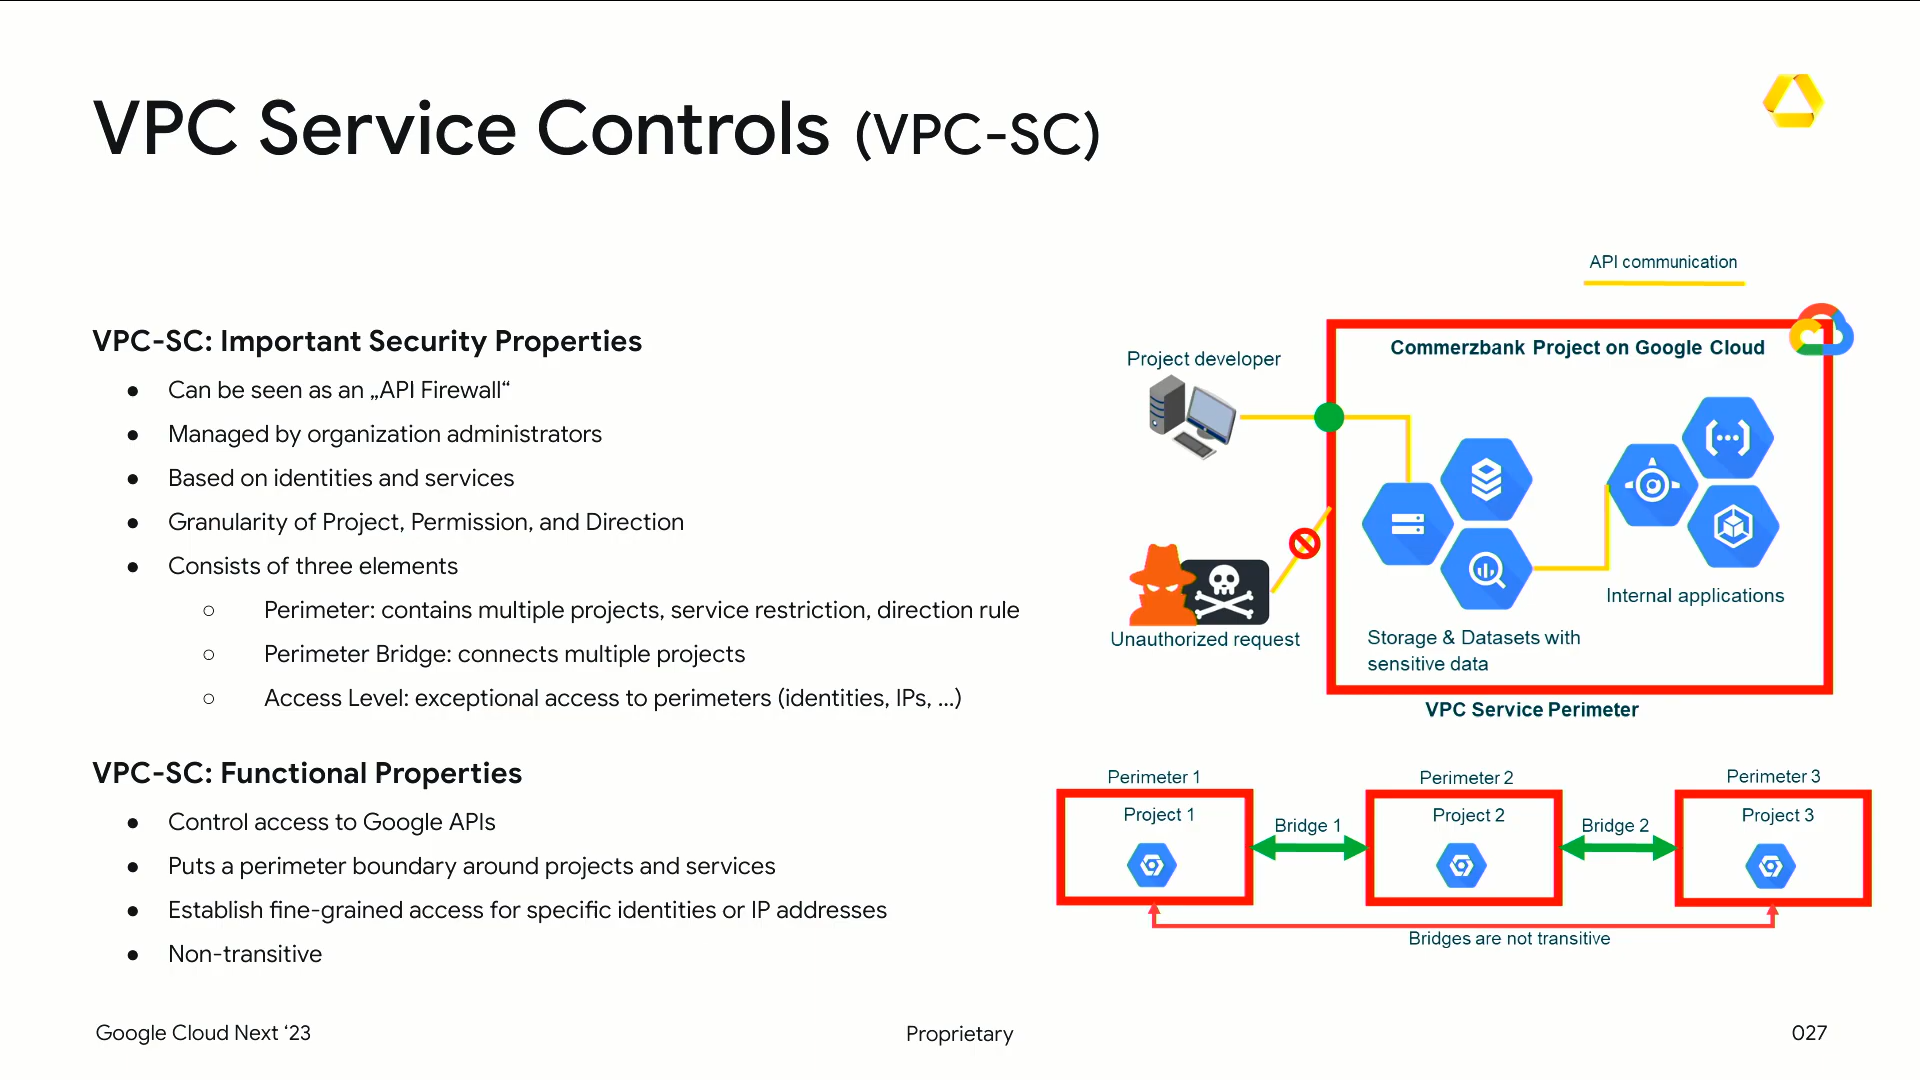 VPC Service Controls (VPC-SC)
VPC-SC: Important Security Properties
● Can be seen as an „API Firewall“
● Managed by organization administrators
● Based on identities and services
● Granularity of Project, Permission, and Direction
● Consists of three elements
○ Perimeter: contains multiple projects, service restriction, direction rule
○ Perimeter Bridge: connects multiple projects
○ Access Level: exceptional access to perimeters (identities, IPs, ...)
VPC-SC: Functional Properties
● Control access to Google APIs
● Puts a perimeter boundary around projects and services
● Establish fine-grained access for specific identities or IP addresses
● Non-transitive
API communication
Commerzbank Project on Google Cloud
Project developer
Unauthorized request
Internal applications
Storage & Datasets with
sensitive data
VPC Service Perimeter
Perimeter 1
Perimeter 2
Perimeter 3
Project 1
Bridge 1
Project 2
Bridge 2
Project 3
Bridges are not transitive
Google Cloud Next ‘23
Proprietary
027